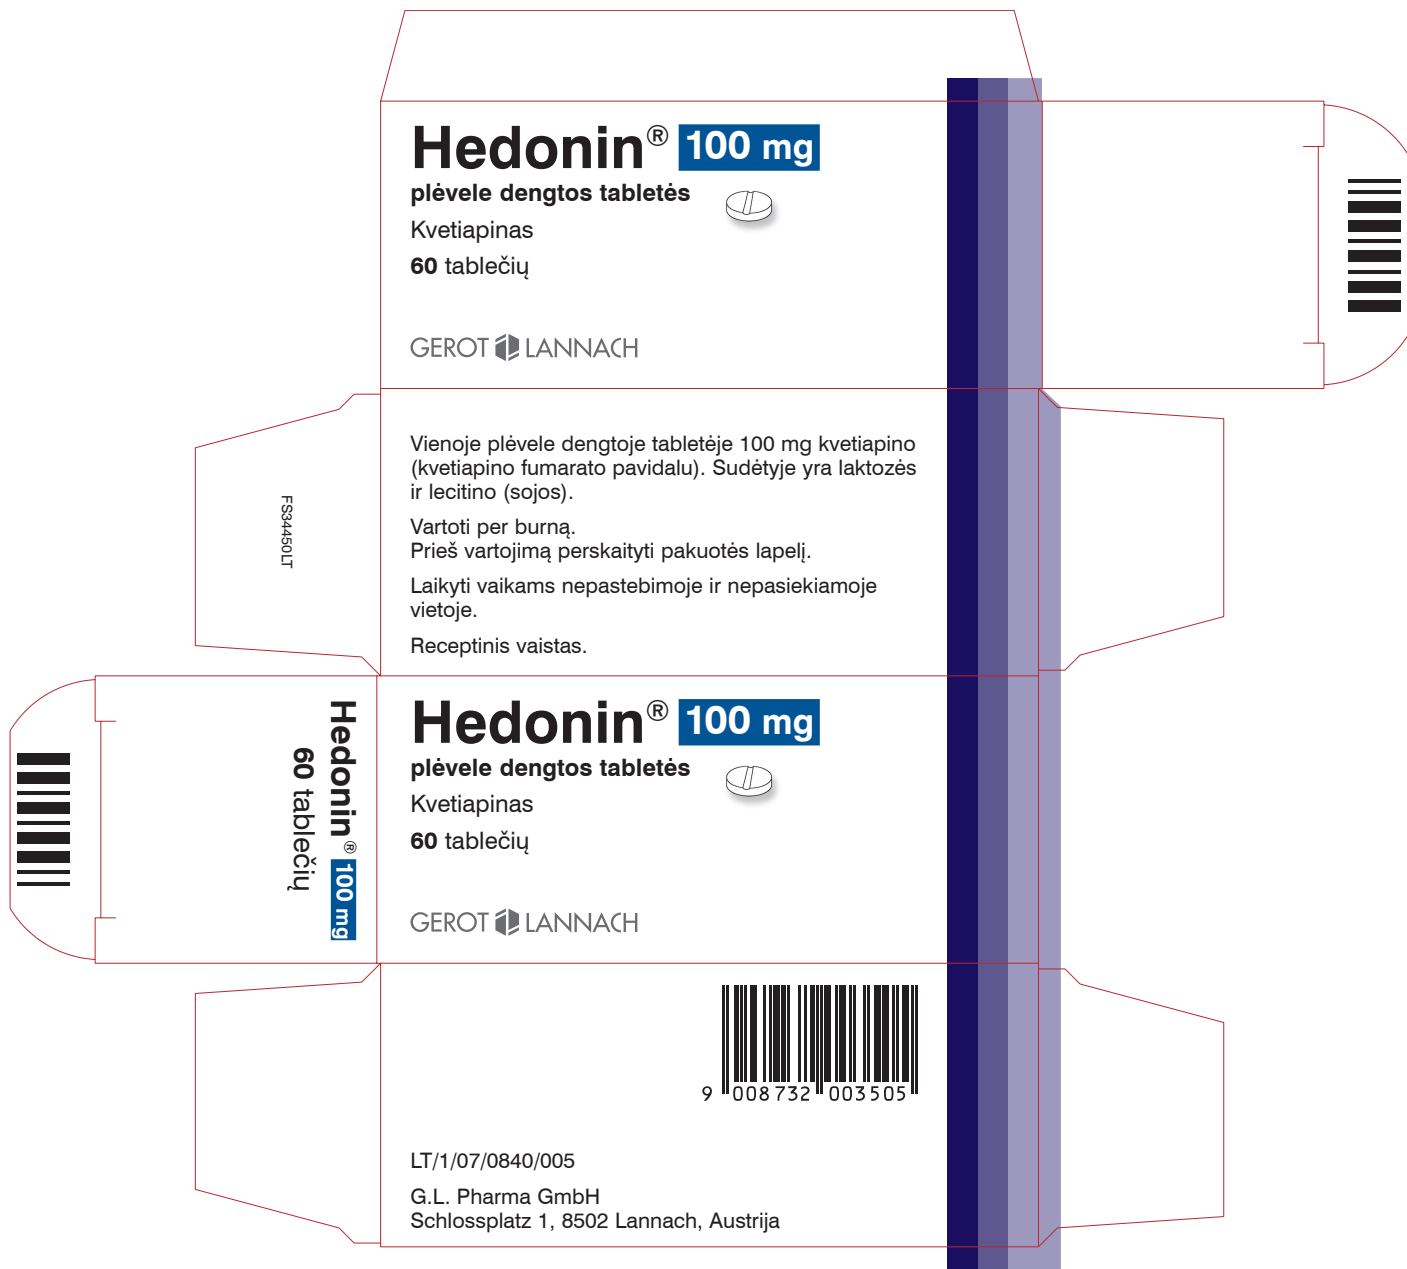 Hedonin® 100 mg
plėvele dengtos tabletės
Kvetiapinas
60 tablečių
GEROT LANNACH
Vienoje plėvele dengtoje tabletėje 100 mg kvetiapino
(kvetiapino fumarato pavidalu). Sudėtyje yra laktozės
ir lecitino (sojos).
Vartoti per burną.
Prieš vartojimą perskaityti pakuotės lapelį.
Laikyti vaikams nepastebimoje ir nepasiekiamoje
vietoje.
Receptinis vaistas.
FS34450LT
Hedonin® 100 mg
60 tablečių
Hedonin® 100 mg
plėvele dengtos tabletės
Kvetiapinas
60 tablečių
GEROT LANNACH
9 008732 003505
LT/1/07/0840/005
G.L. Pharma GmbH
Schlossplatz 1, 8502 Lannach, Austrija